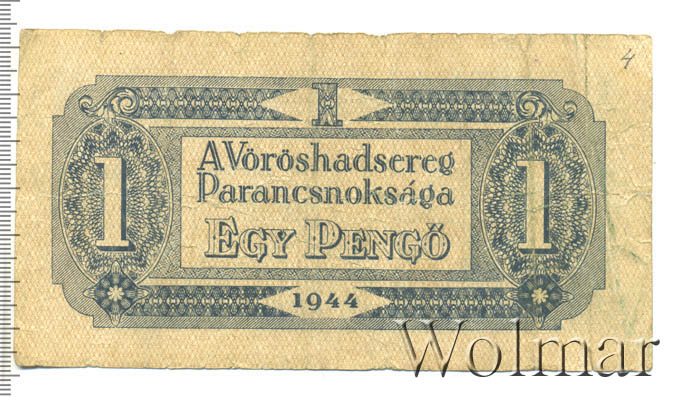 4
1
A Vöröshadsereg
Parancsnoksága
EGY PENGŐ
1
1
1944
Wolmar